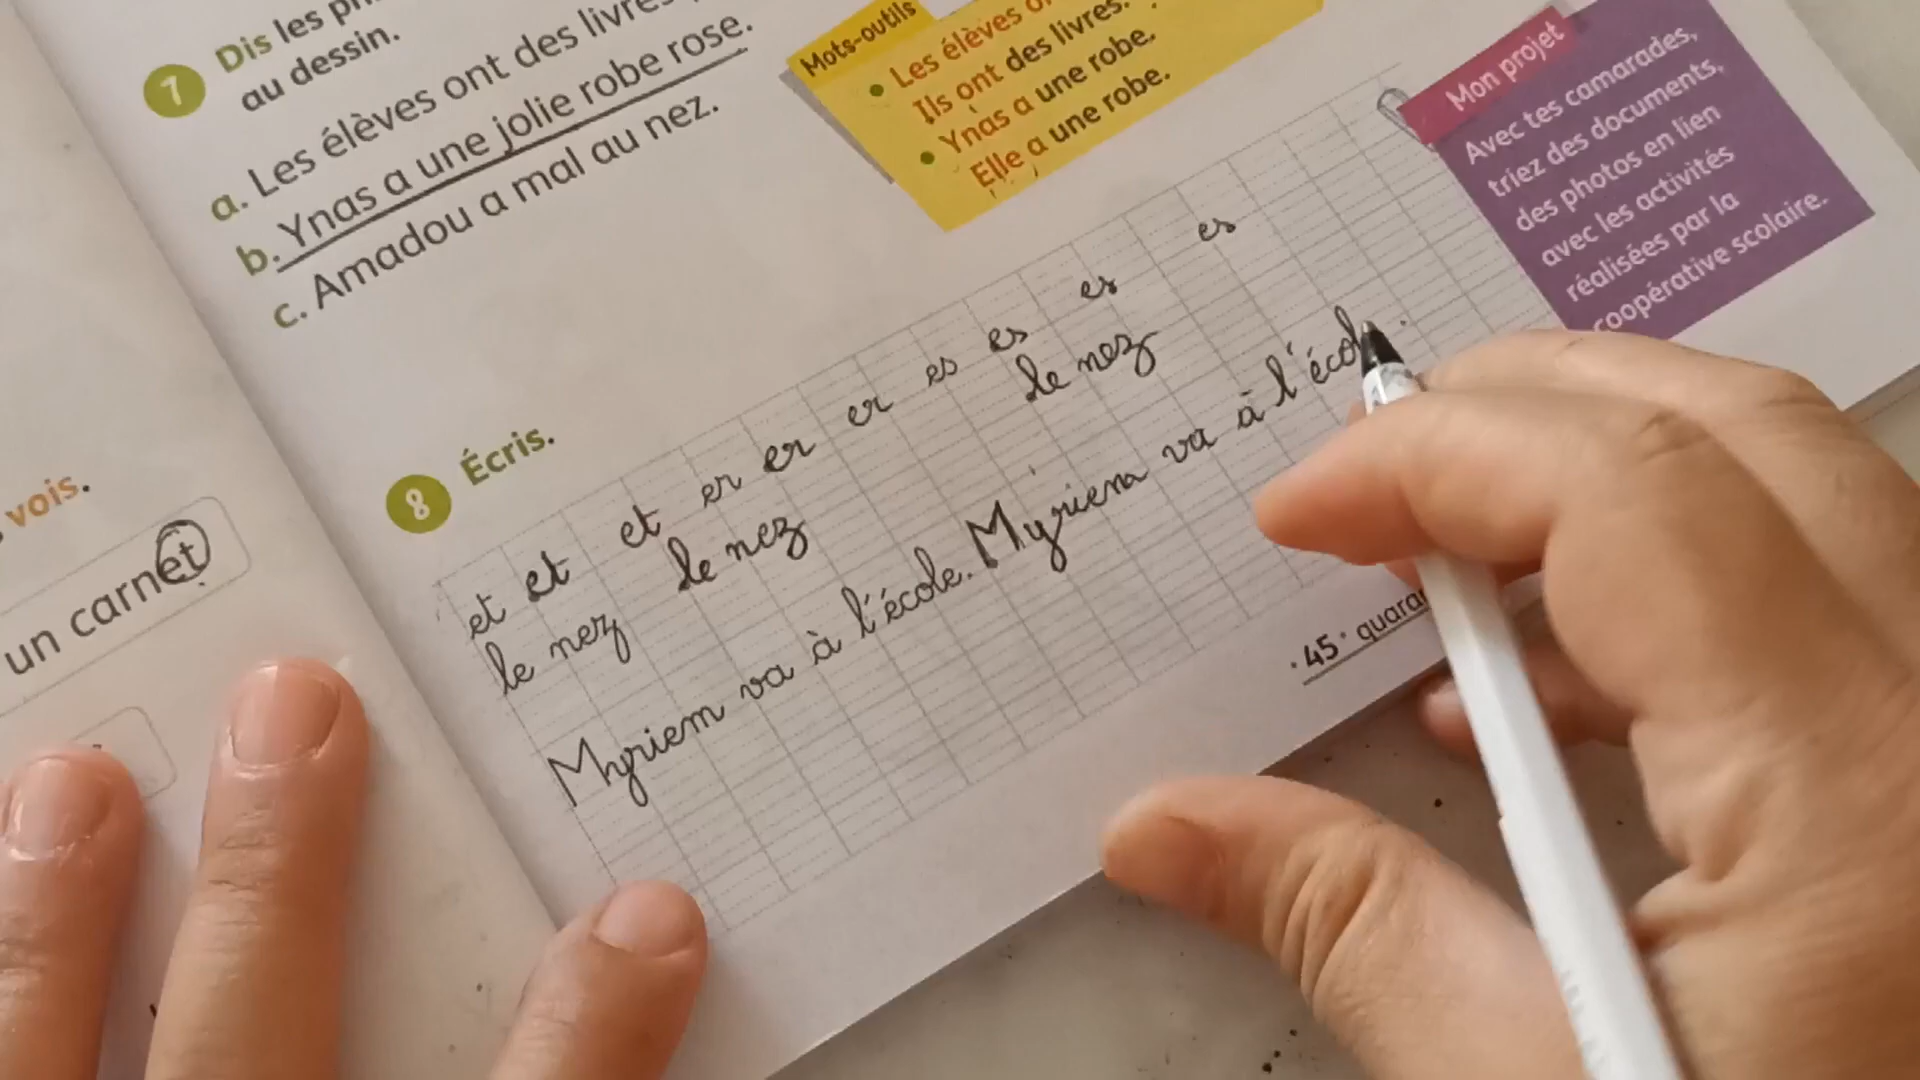 7 Dis les
au dessin.
a. Les élèves ont des livres
b. Ynas a une jolie robe rose.
c. Amadou a mal au nez.
Mots-outils
• Les élèves
Ils ont des livres.
• Ynas a une robe.
Elle a une robe.
Mon projet
Avec tes camarades,
triez des documents,
des photos en lien
avec les activités
réalisées par la
coopérative scolaire.
vois.
un carnet
8 Écris.
et et et er er er es es es es
le nez le nez le nez
Myriem va à l'école. Myriem va à l'école.
• 45 •